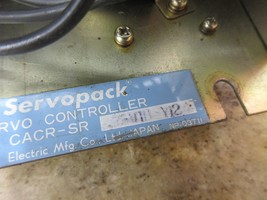 Servopack
RVO CONTROLLER
CACR-SR
Electric Mfg. Co., Ltd. JAPAN